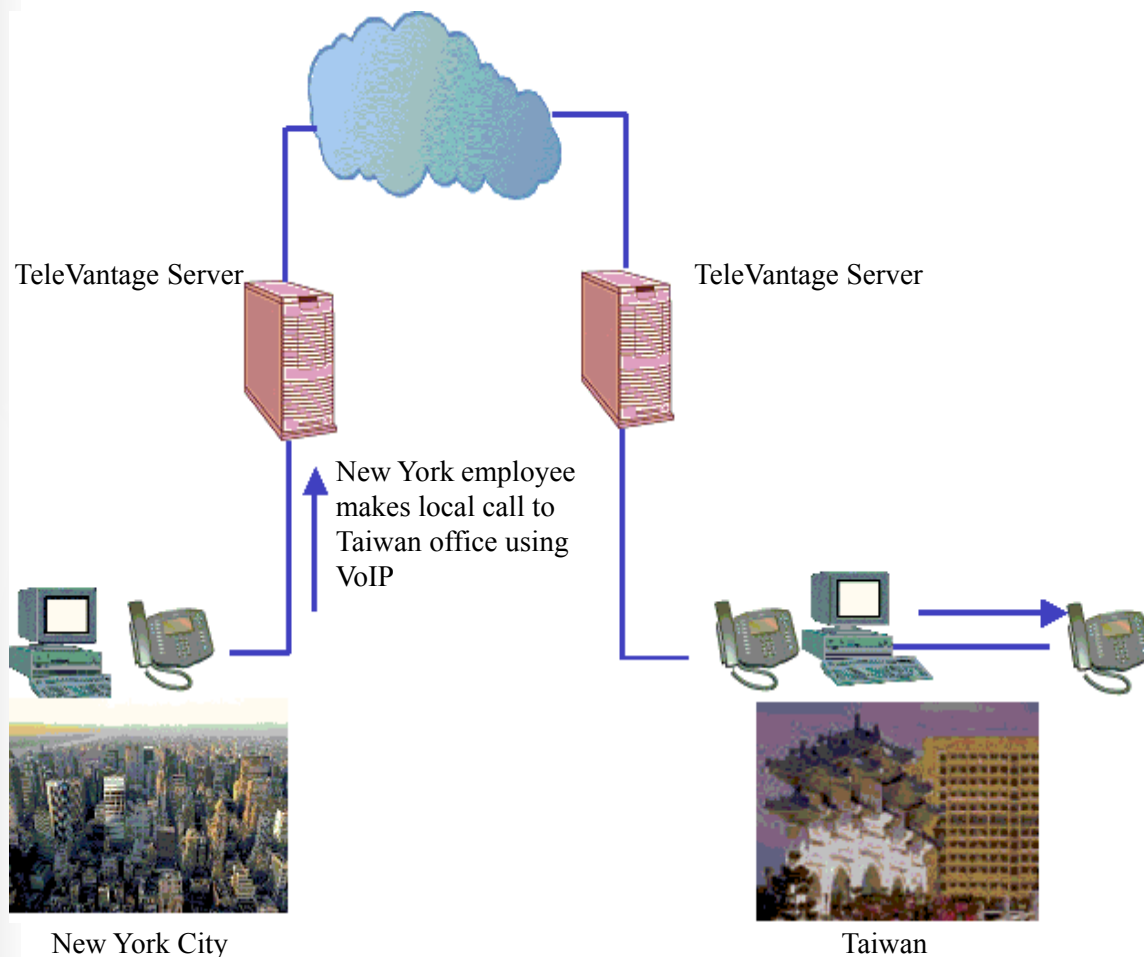 TeleVantage Server
TeleVantage Server
New York employee
makes local call to
Taiwan office using
VoIP
New York City
Taiwan